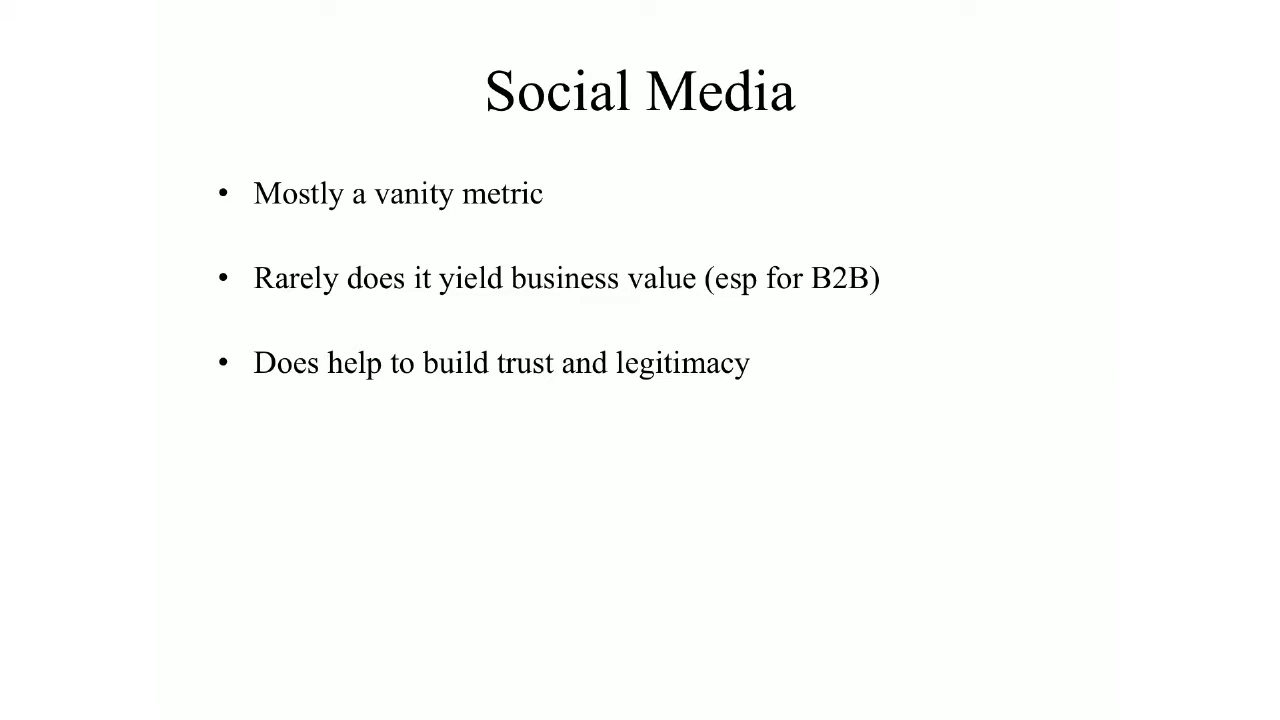 Social Media
• Mostly a vanity metric
• Rarely does it yield business value (esp for B2B)
• Does help to build trust and legitimacy